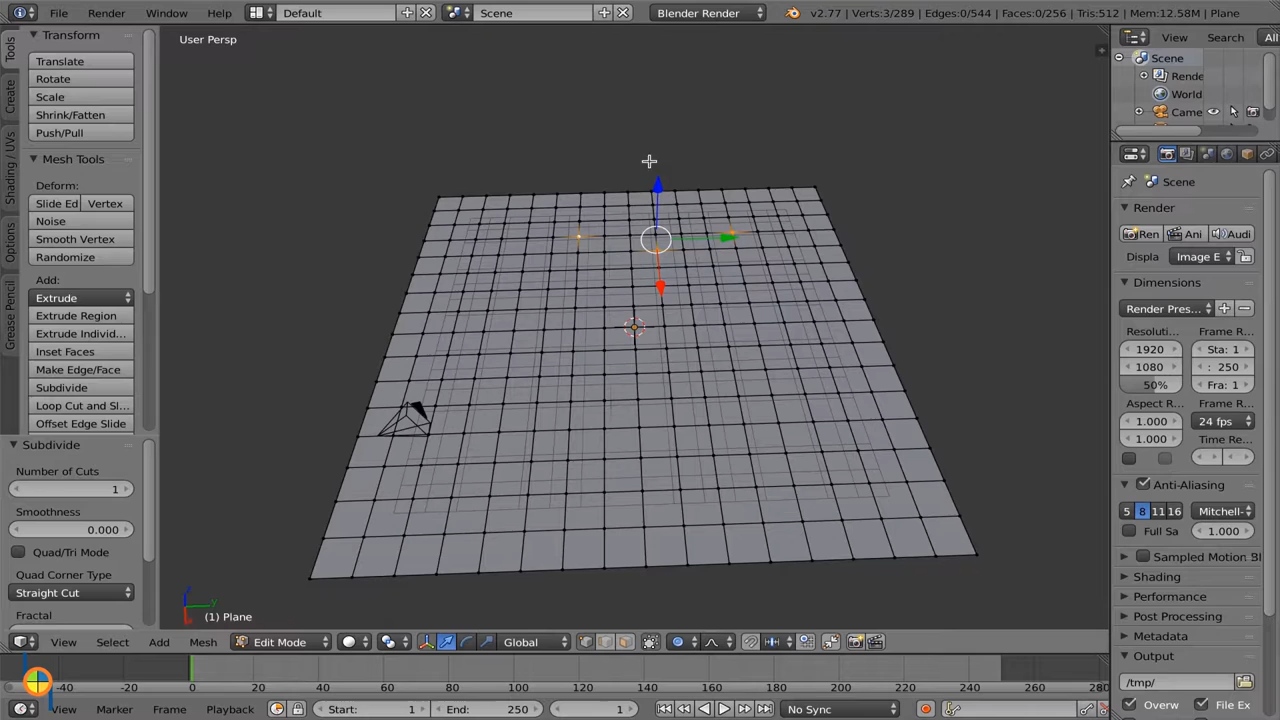 File Render Window Help Default Scene Blender Render v2.77 | Verts:3/289 | Edges:0/544 | Faces:0/256 | Tris:512 | Mem:12.58M | Plane
Tools
Create
Shading / UVs
Options
Grease Pencil
Transform
Translate
Rotate
Scale
Shrink/Fatten
Push/Pull
Mesh Tools
Deform:
Slide Ed Vertex
Noise
Smooth Vertex
Randomize
Add:
Extrude
Extrude Region
Extrude Individ...
Inset Faces
Make Edge/Face
Subdivide
Loop Cut and Sl...
Offset Edge Slide
Subdivide
Number of Cuts
1
Smoothness
0.000
Quad/Tri Mode
Quad Corner Type
Straight Cut
Fractal
User Persp
(1) Plane
View Select Add Mesh Edit Mode Global
View Search All
Scene
Rende
World
Came
Scene
Render
Ren Ani Audi
Displa Image E
Dimensions
Render Pres...
Resoluti... Frame R...
1920 Sta: 1
1080 : 250
50% Fra: 1
Aspect R... Frame R...
1.000 24 fps
1.000 Time Re...
Anti-Aliasing
5 8 11 16 Mitchell-
Full Sa 1.000
Sampled Motion Bl
Shading
Performance
Post Processing
Metadata
Output
/tmp/
Overw File Ex
-40 -20 0 20 40 60 80 100 120 140 160 180 200 220 240 260 280
View Marker Frame Playback Start: 1 End: 250 1 No Sync